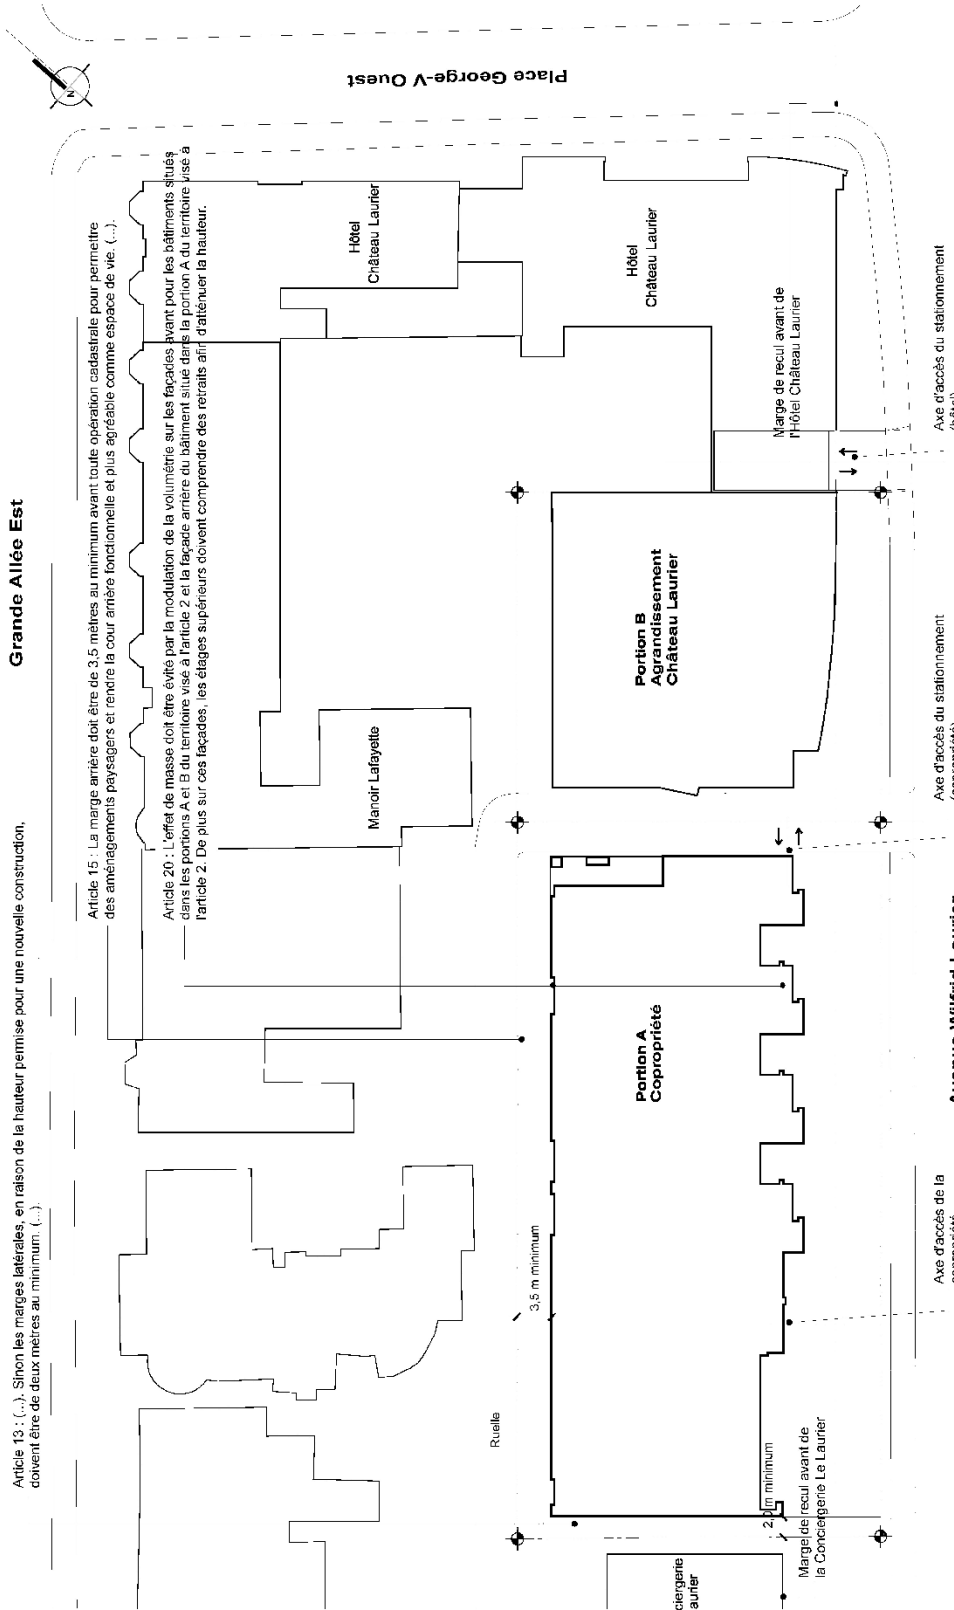 Place George-V Ouest
N
Grande Allée Est
Article 13 : (...). Sinon les marges latérales, en raison de la hauteur permise pour une nouvelle construction,
doivent être de deux mètres au minimum. (...).
Article 15 : La marge arrière doit être de 3,5 mètres au minimum avant toute opération cadastrale pour permettre
des aménagements paysagers et rendre la cour arrière fonctionnelle et plus agréable comme espace de vie. (...).
Article 20 : L'effet de masse doit être évité par la modulation de la volumétrie sur les façades avant pour les bâtiments situés
dans les portions A et B du territoire visé à l'article 2 et la façade arrière du bâtiment situé dans la portion A du territoire visé à
l'article 2. De plus sur ces façades, les étages supérieurs doivent comprendre des retraits afin d'atténuer la hauteur.
Hôtel
Château Laurier
Hôtel
Château Laurier
Marge de recul avant de
l'Hôtel Château Laurier
Axe d'accès du stationnement
(hôtel)
Portion B
Agrandissement
Château Laurier
Manoir Lafayette
Axe d'accès du stationnement
(copropriété)
Portion A
Copropriété
Avenue Wilfrid-Laurier
Axe d'accès de la
copropriété
3,5 m minimum
Ruelle
2,0 m minimum
Marge de recul avant de
la Conciergerie Le Laurier
ciergerie
aurier